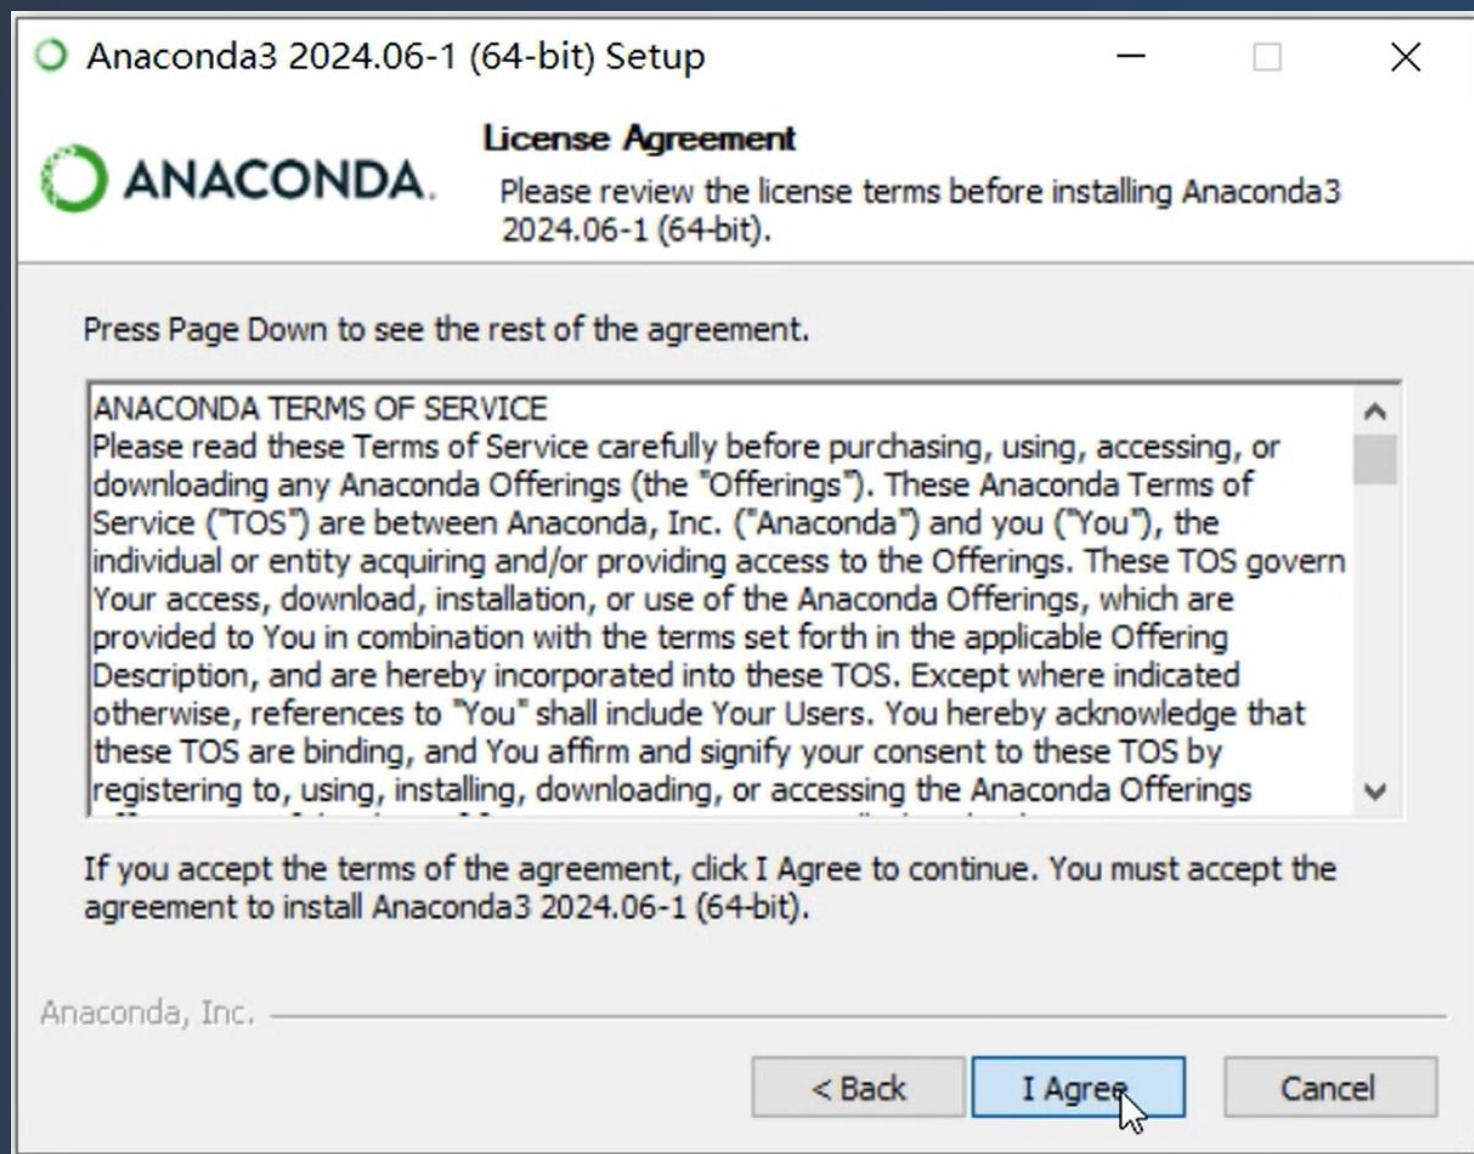 Anaconda3 2024.06-1 (64-bit) Setup
ANACONDA.
License Agreement
Please review the license terms before installing Anaconda3
2024.06-1 (64-bit).
Press Page Down to see the rest of the agreement.
ANACONDA TERMS OF SERVICE
Please read these Terms of Service carefully before purchasing, using, accessing, or
downloading any Anaconda Offerings (the "Offerings"). These Anaconda Terms of
Service ("TOS") are between Anaconda, Inc. ("Anaconda") and you ("You"), the
individual or entity acquiring and/or providing access to the Offerings. These TOS govern
Your access, download, installation, or use of the Anaconda Offerings, which are
provided to You in combination with the terms set forth in the applicable Offering
Description, and are hereby incorporated into these TOS. Except where indicated
otherwise, references to "You" shall include Your Users. You hereby acknowledge that
these TOS are binding, and You affirm and signify your consent to these TOS by
registering to, using, installing, downloading, or accessing the Anaconda Offerings
If you accept the terms of the agreement, click I Agree to continue. You must accept the
agreement to install Anaconda3 2024.06-1 (64-bit).
Anaconda, Inc.
< Back
I Agree
Cancel